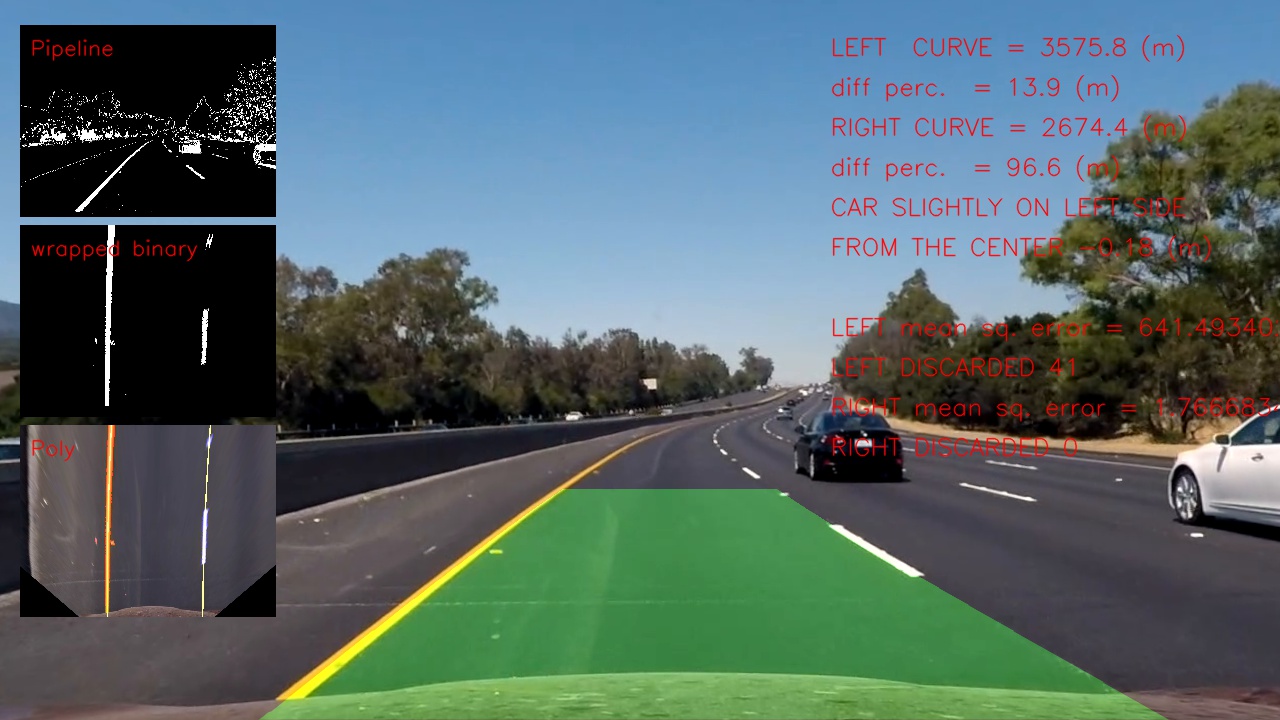 Pipeline
wrapped binary
Poly
LEFT CURVE = 3575.8 (m)
diff perc. = 13.9 (m)
RIGHT CURVE = 2674.4 (m)
diff perc. = 96.6 (m)
CAR SLIGHTLY ON LEFT SIDE
FROM THE CENTER -0.18 (m)
LEFT mean sq. error = 641.49340
LEFT DISCARDED 41
RIGHT mean sq. error = 1.766683
RIGHT DISCARDED 0